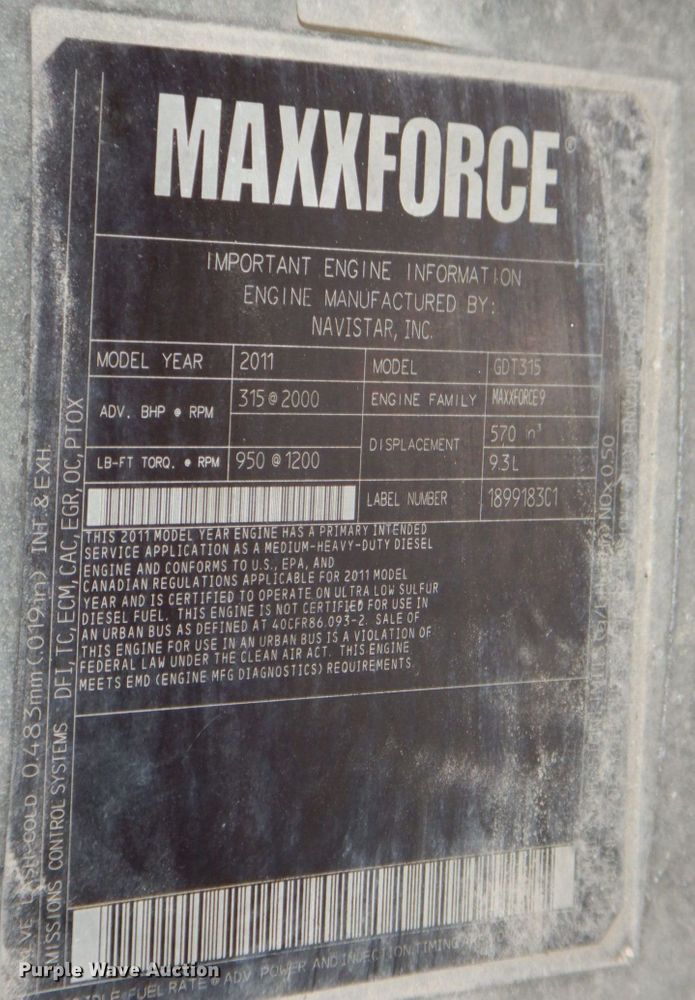 MAXXFORCE®
IMPORTANT ENGINE INFORMATION
ENGINE MANUFACTURED BY:
NAVISTAR, INC.
MODEL YEAR 2011 MODEL GDT315
ADV. BHP @ RPM 315 @ 2000 ENGINE FAMILY MAXXFORCE9
DISPLACEMENT 570 in³
LB-FT TORQ. @ RPM 950 @ 1200 9.3L
LABEL NUMBER 1899183C1
THIS 2011 MODEL YEAR ENGINE HAS A PRIMARY INTENDED
SERVICE APPLICATION AS A MEDIUM-HEAVY-DUTY DIESEL
ENGINE AND CONFORMS TO U.S., EPA, AND
CANADIAN REGULATIONS APPLICABLE FOR 2011 MODEL
YEAR AND IS CERTIFIED TO OPERATE ON ULTRA LOW SULFUR
DIESEL FUEL. THIS ENGINE IS NOT CERTIFIED FOR USE IN
AN URBAN BUS AS DEFINED AT 40CFR86.093-2. SALE OF
THIS ENGINE FOR USE IN AN URBAN BUS IS A VIOLATION OF
FEDERAL LAW UNDER THE CLEAN AIR ACT. THIS ENGINE
MEETS EMD (ENGINE MFG DIAGNOSTICS) REQUIREMENTS
LASH COLD 0.483mm (.019in) INT & EXH
EMISSIONS CONTROL SYSTEMS DFI, TC, ECM, CAC, EGR, OC, PTOX
NOx 0.50
FUEL RATE @ ADV POWER AND INJECTION TIMING
Purple Wave Auction